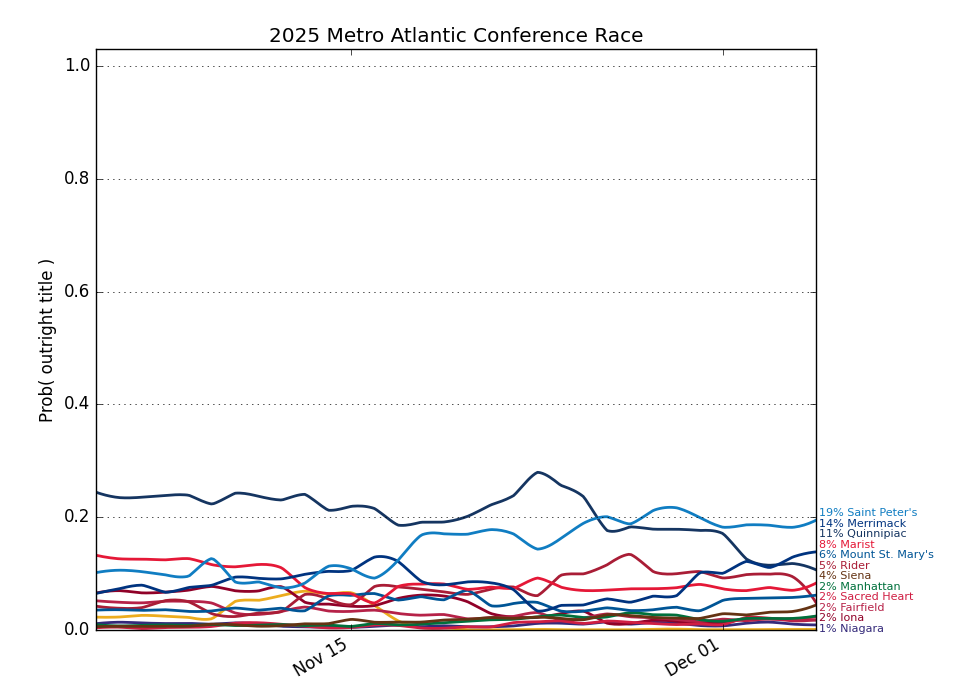 2025 Metro Atlantic Conference Race
Prob( outright title )
1.0
0.8
0.6
0.4
0.2
0.0
Nov 15
Dec 01
19% Saint Peter's
14% Merrimack
11% Quinnipiac
8% Marist
6% Mount St. Mary's
5% Rider
4% Siena
2% Manhattan
2% Sacred Heart
2% Fairfield
2% Iona
1% Niagara